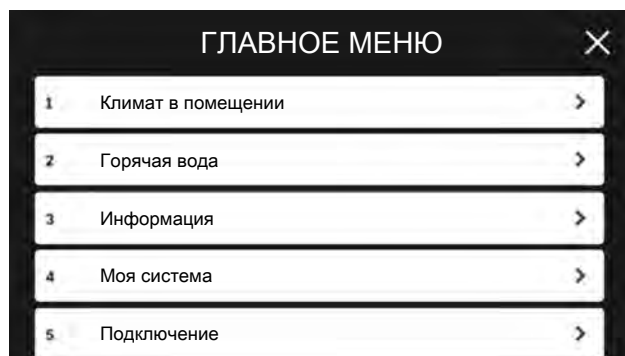 ГЛАВНОЕ МЕНЮ
1 Климат в помещении
2 Горячая вода
3 Информация
4 Моя система
5 Подключение